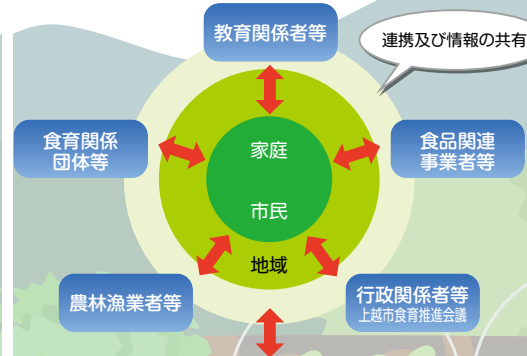 教育関係者等
連携及び情報の共有
食育関係
団体等
家庭
食品関連
事業者等
市民
地域
農林漁業者等
行政関係者等
上越市食育推進会議